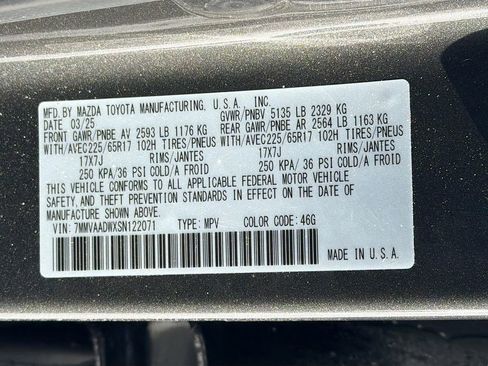 MFD. BY MAZDA TOYOTA MANUFACTURING, U.S.A., INC.
DATE 03/25 GVWR/PNBV 5135 LB 2329 KG
FRONT GAWR/PNBE AV 2593 LB 1176 KG REAR GAWR/PNBE AR 2564 LB 1163 KG
WITH/AVEC225/65R17 102H TIRES/PNEUS WITH/AVEC225/65R17 102H TIRES/PNEUS
17X7J RIMS/JANTES 17X7J RIMS/JANTES
250 KPA/36 PSI COLD/A FROID 250 KPA/36 PSI COLD/A FROID
THIS VEHICLE CONFORMS TO ALL APPLICABLE FEDERAL MOTOR VEHICLE
SAFETY, AND THEFT PREVENTION STANDARDS IN EFFECT ON THE DATE OF
MANUFACTURE SHOWN ABOVE.
VIN: 7MMVAADWXSN122071 TYPE: MPV COLOR CODE: 46G
MADE IN U.S.A.